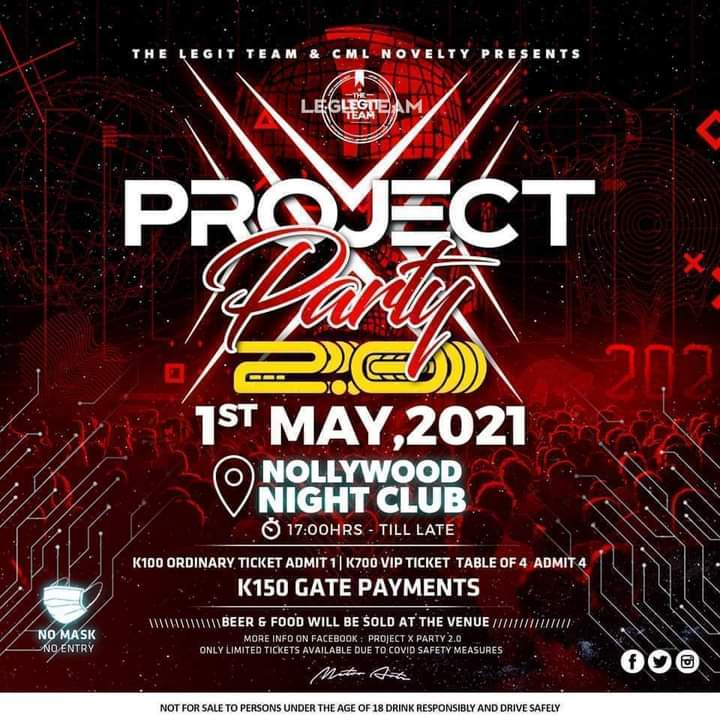 THE LEGIT TEAM & CML NOVELTY PRESENTS
THE
LEGIT TEAM
LEGIT
TEAM
PROJECT
X
Party
2.0
1ST MAY,2021
NOLLYWOOD
NIGHT CLUB
17:00HRS - TILL LATE
K100 ORDINARY TICKET ADMIT 1 | K700 VIP TICKET TABLE OF 4 ADMIT 4
K150 GATE PAYMENTS
NO MASK
NO ENTRY
BEER & FOOD WILL BE SOLD AT THE VENUE
MORE INFO ON FACEBOOK : PROJECT X PARTY 2.0
ONLY LIMITED TICKETS AVAILABLE DUE TO COVID SAFETY MEASURES
NOT FOR SALE TO PERSONS UNDER THE AGE OF 18 DRINK RESPONSIBLY AND DRIVE SAFELY